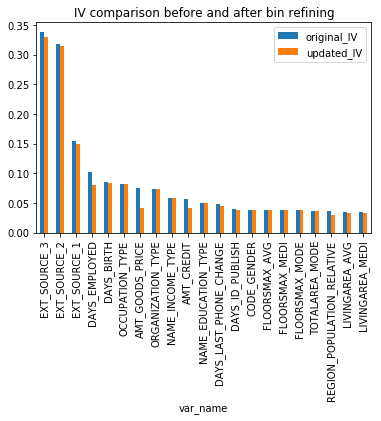 IV comparison before and after bin refining
original_IV
updated_IV
0.35
0.30
0.25
0.20
0.15
0.10
0.05
0.00
EXT_SOURCE_3
EXT_SOURCE_2
EXT_SOURCE_1
DAYS_EMPLOYED
DAYS_BIRTH
OCCUPATION_TYPE
AMT_GOODS_PRICE
ORGANIZATION_TYPE
NAME_INCOME_TYPE
AMT_CREDIT
NAME_EDUCATION_TYPE
DAYS_LAST_PHONE_CHANGE
DAYS_ID_PUBLISH
CODE_GENDER
FLOORSMAX_AVG
FLOORSMAX_MEDI
FLOORSMAX_MODE
TOTALAREA_MODE
REGION_POPULATION_RELATIVE
LIVINGAREA_AVG
LIVINGAREA_MEDI
var_name